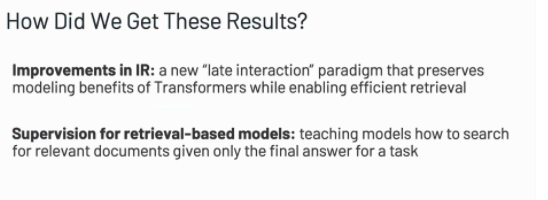 How Did We Get These Results?
Improvements in IR: a new “late interaction” paradigm that preserves
modeling benefits of Transformers while enabling efficient retrieval
Supervision for retrieval-based models: teaching models how to search
for relevant documents given only the final answer for a task